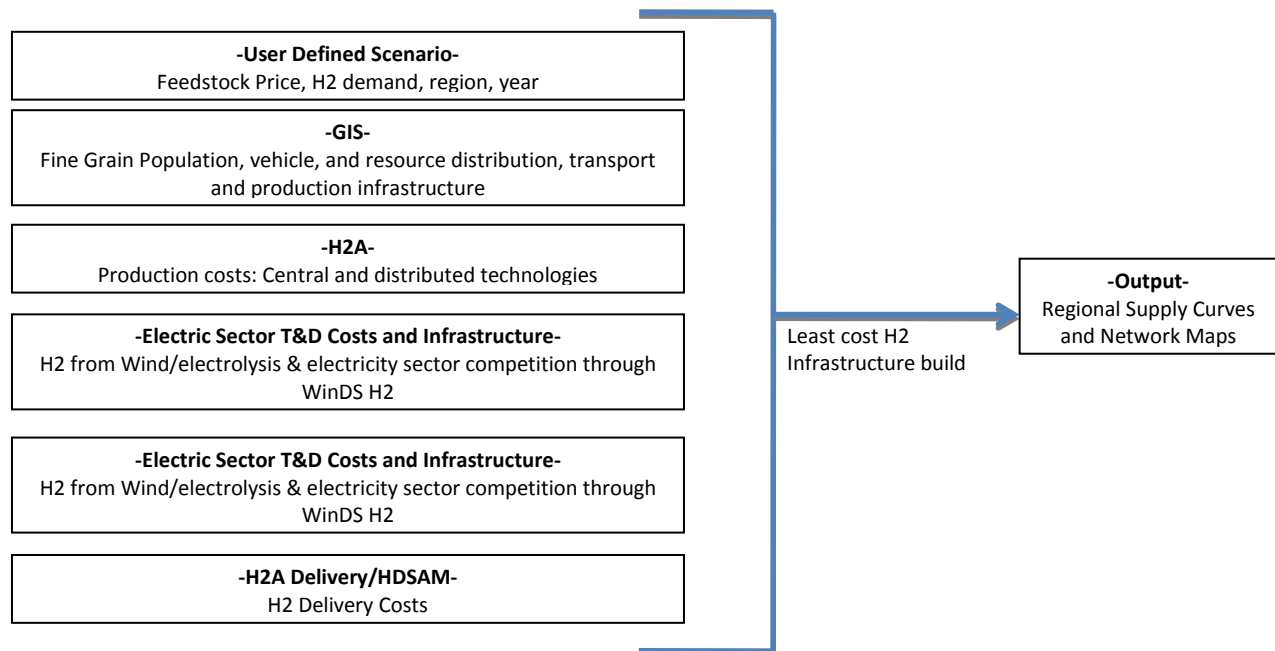 -User Defined Scenario-
Feedstock Price, H2 demand, region, year
-GIS-
Fine Grain Population, vehicle, and resource distribution, transport
and production infrastructure
-H2A-
Production costs: Central and distributed technologies
-Electric Sector T&D Costs and Infrastructure-
H2 from Wind/electrolysis & electricity sector competition through
WinDS H2
-Electric Sector T&D Costs and Infrastructure-
H2 from Wind/electrolysis & electricity sector competition through
WinDS H2
-H2A Delivery/HDSAM-
H2 Delivery Costs
Least cost H2
Infrastructure build
-Output-
Regional Supply Curves
and Network Maps